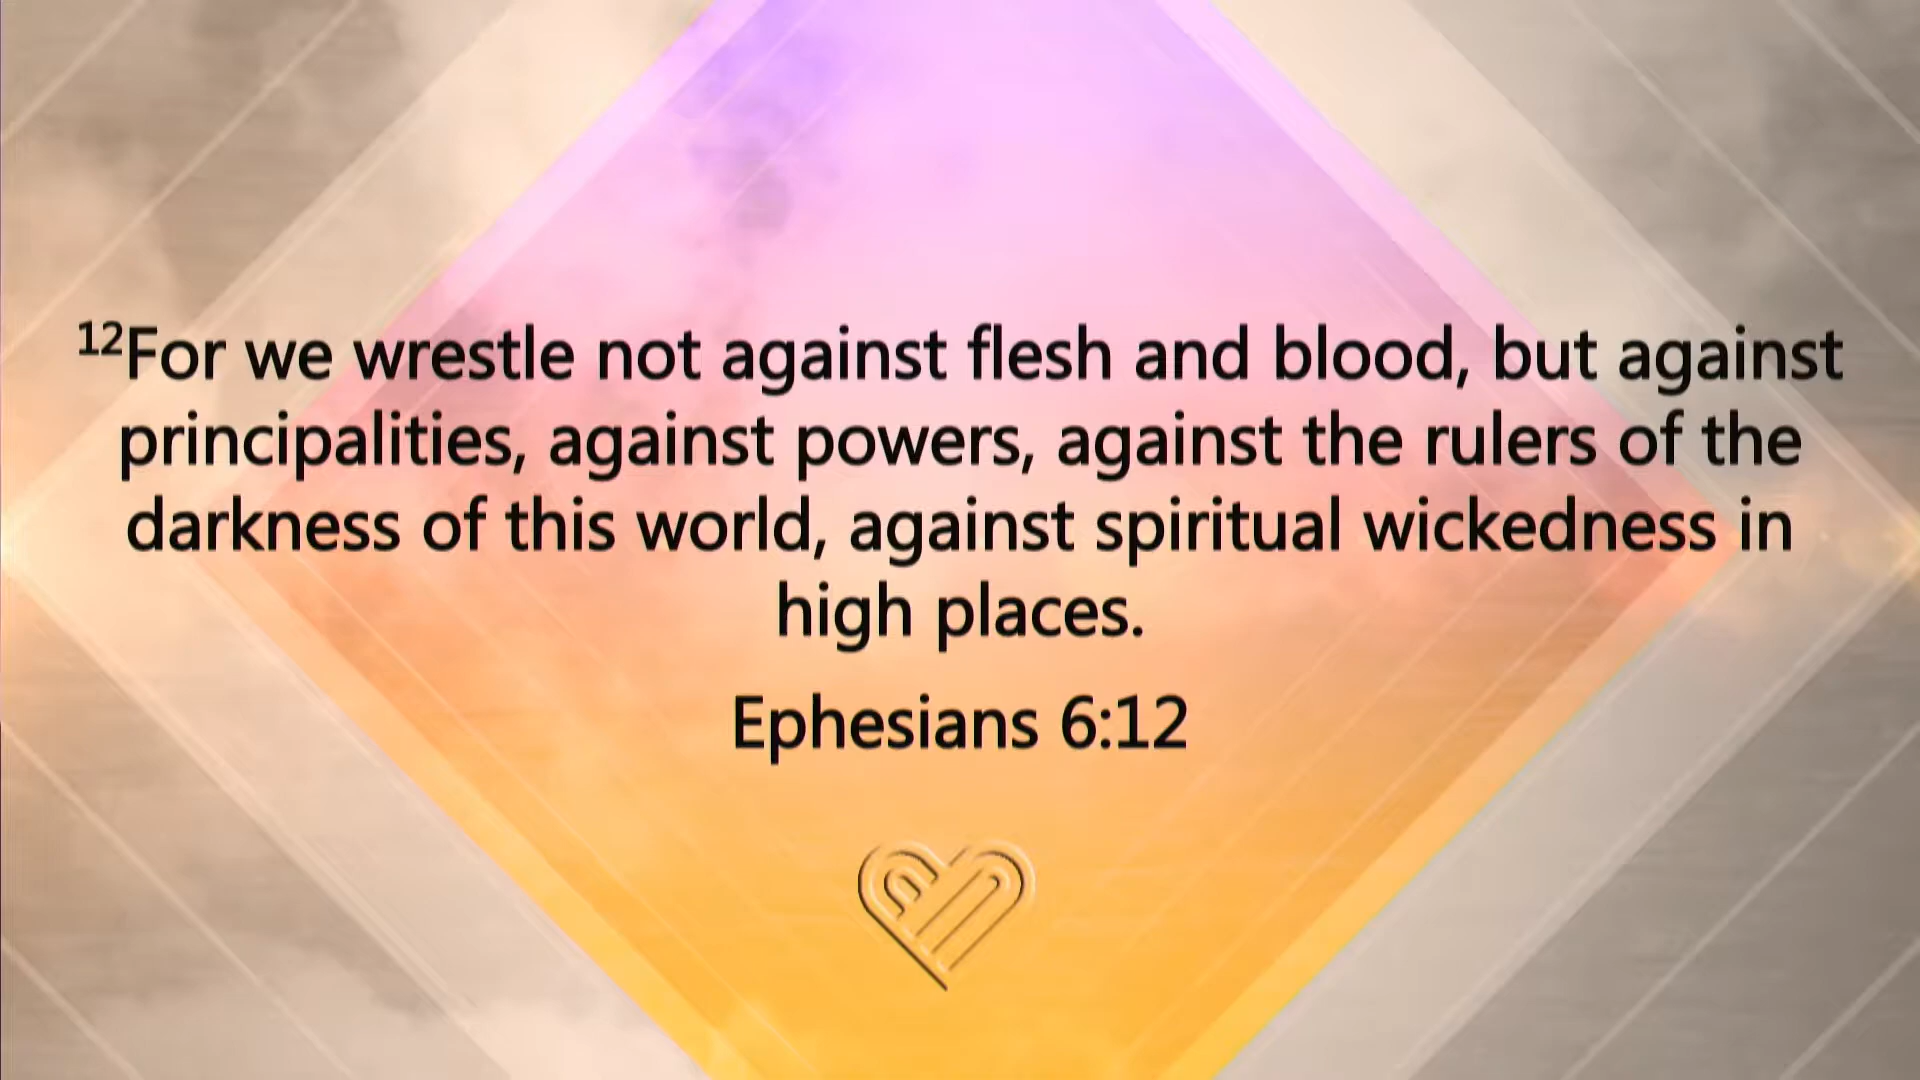 ¹²For we wrestle not against flesh and blood, but against
principalities, against powers, against the rulers of the
darkness of this world, against spiritual wickedness in
high places.
Ephesians 6:12